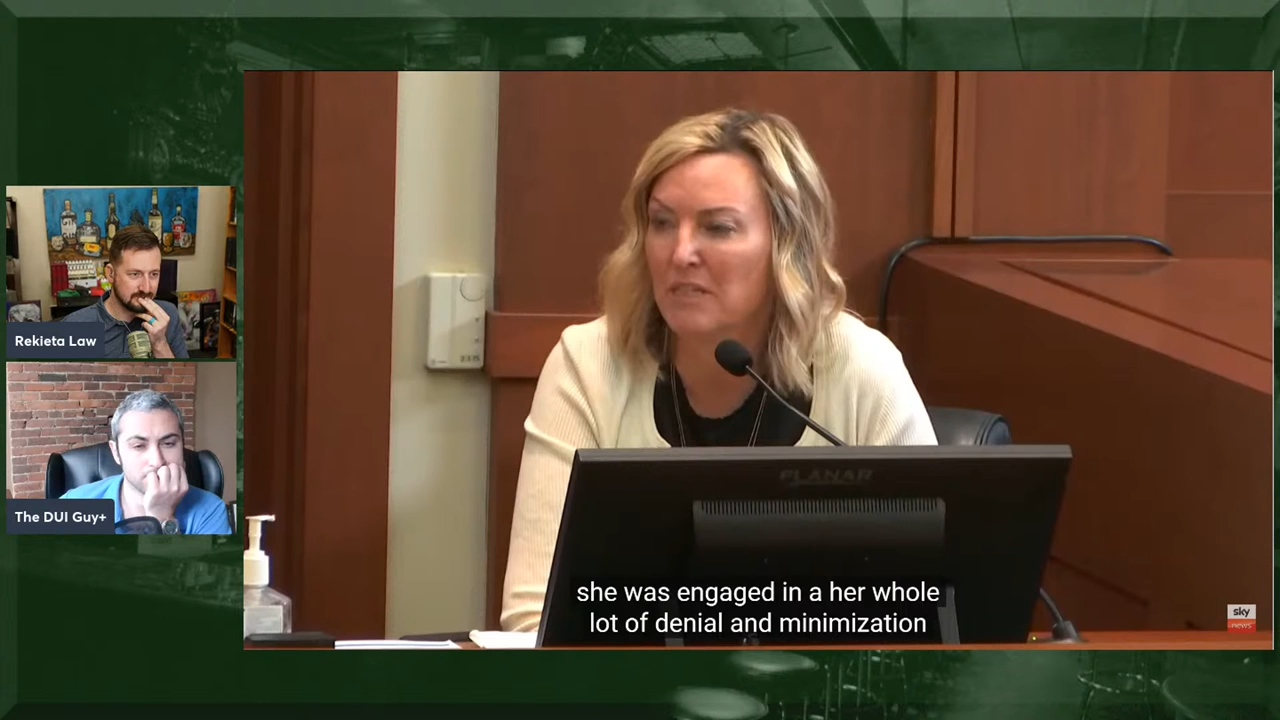 Rekieta Law
The DUI Guy+
PLANAR
she was engaged in a her whole
lot of denial and minimization
sky
news